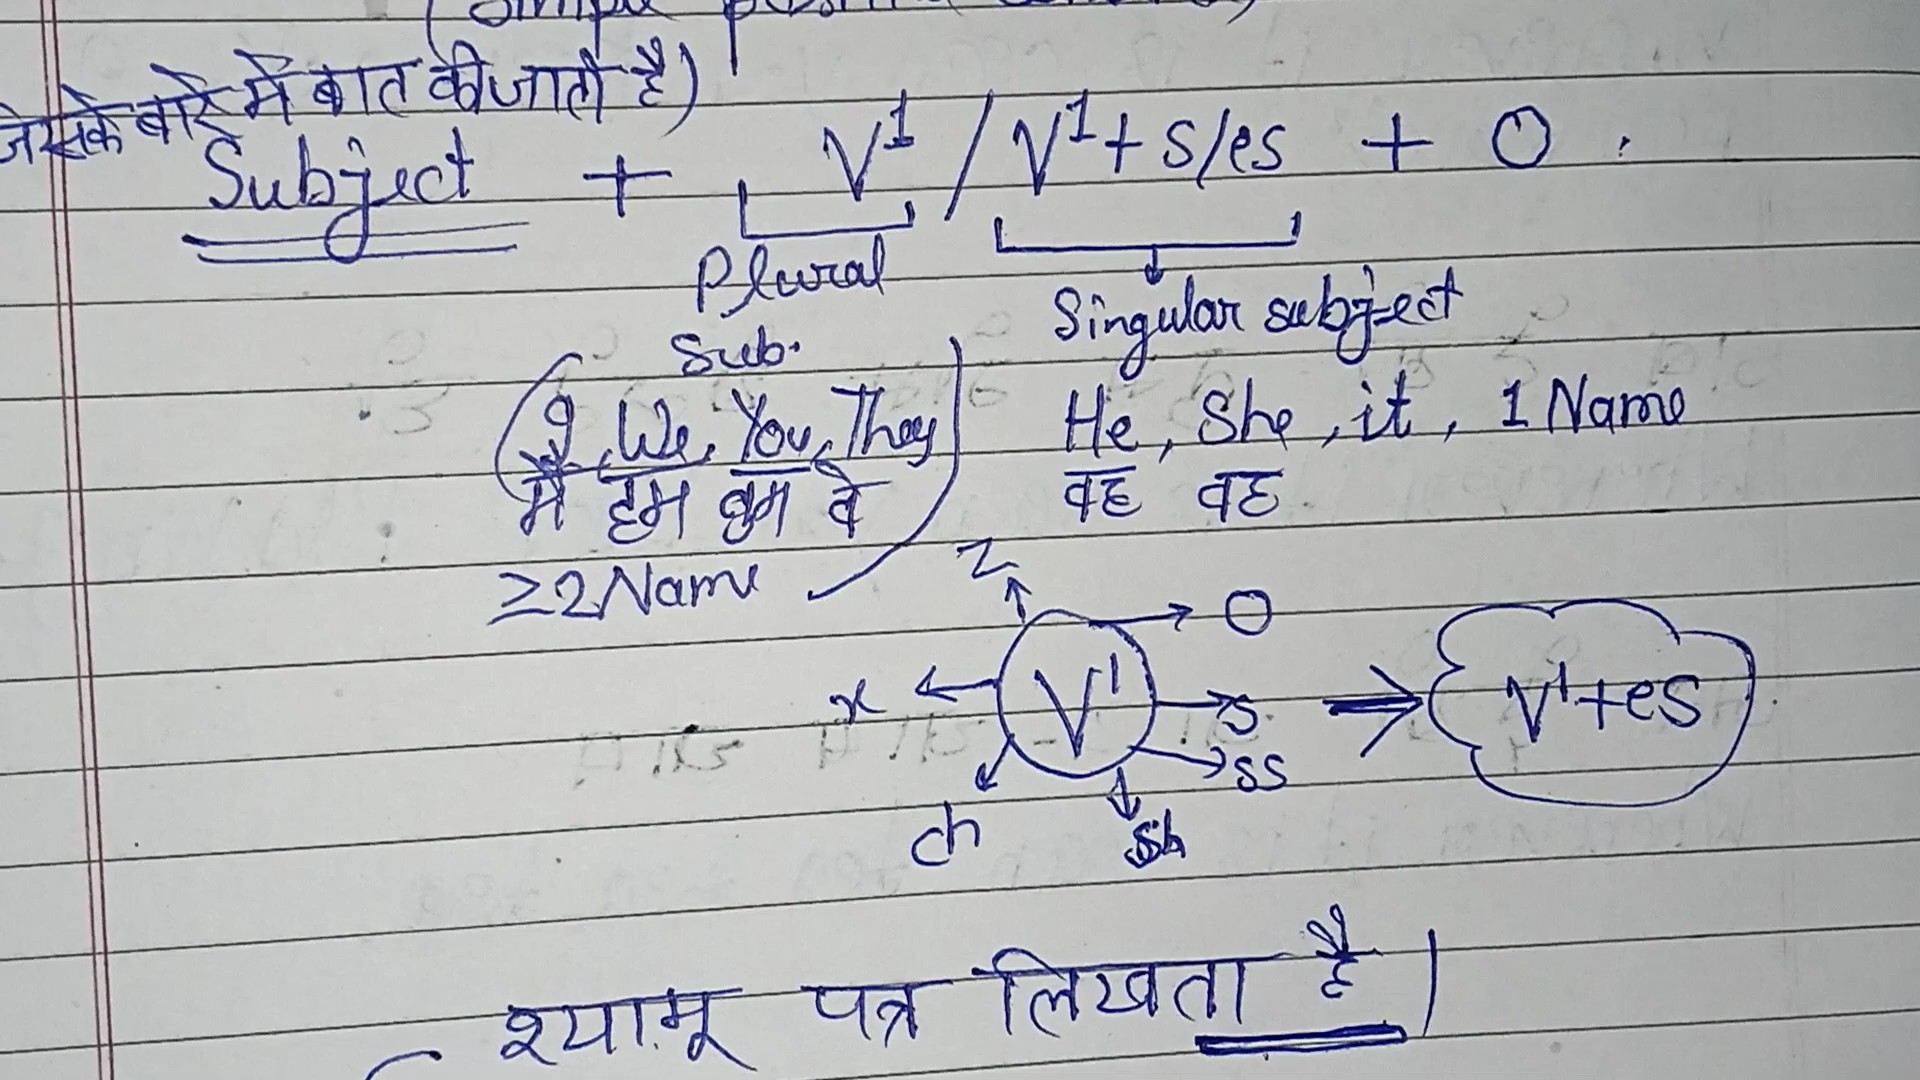 जिसके बारे में बात की जाती है)
Subject + V¹ / V¹ + s/es + O .
Plural
Sub.
Singular subject
(I, We, You, They)
He, She, it, 1 Name
मैं हम तुम वे
वह वह
≥2 Name
Z
O
x
V¹
s
ss
sh
ch
⇒ V¹+es
श्यामू पत्र लिखता है।